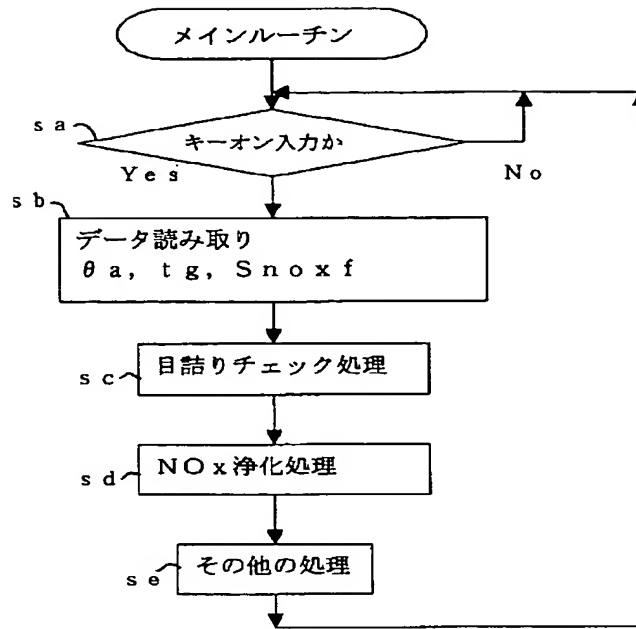 メインルーチン
sa
キーオン入力か
Yes
No
sb
データ読み取り
θa, tg, Snoxf
sc
目詰りチェック処理
sd
NOx浄化処理
se
その他の処理